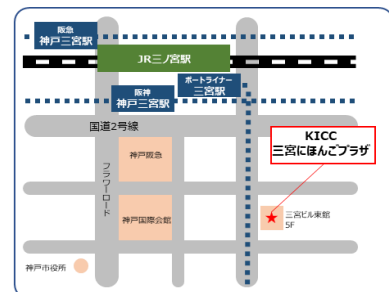 阪急
神戸三宮駅
JR三ノ宮駅
ポートライナー
三宮駅
阪神
神戸三宮駅
国道2号線
KICC
三宮にほんごプラザ
神戸阪急
フラワーロード
神戸国際会館
三宮ビル東館
5F
神戸市役所